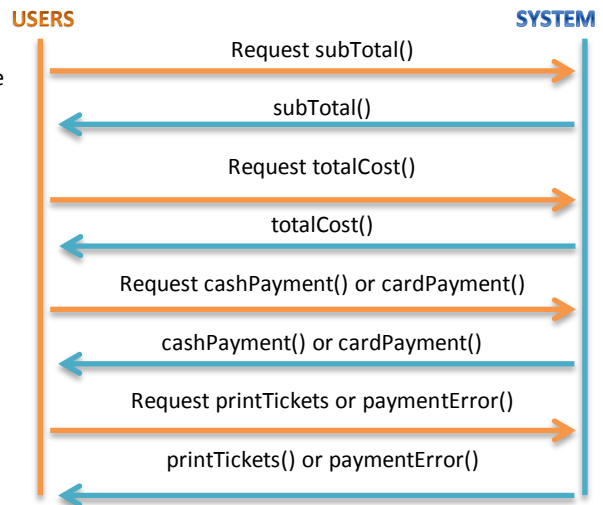 USERS
SYSTEM
Request subTotal()
e
subTotal()
Request totalCost()
totalCost()
Request cashPayment() or cardPayment()
cashPayment() or cardPayment()
Request printTickets or paymentError()
printTickets() or paymentError()